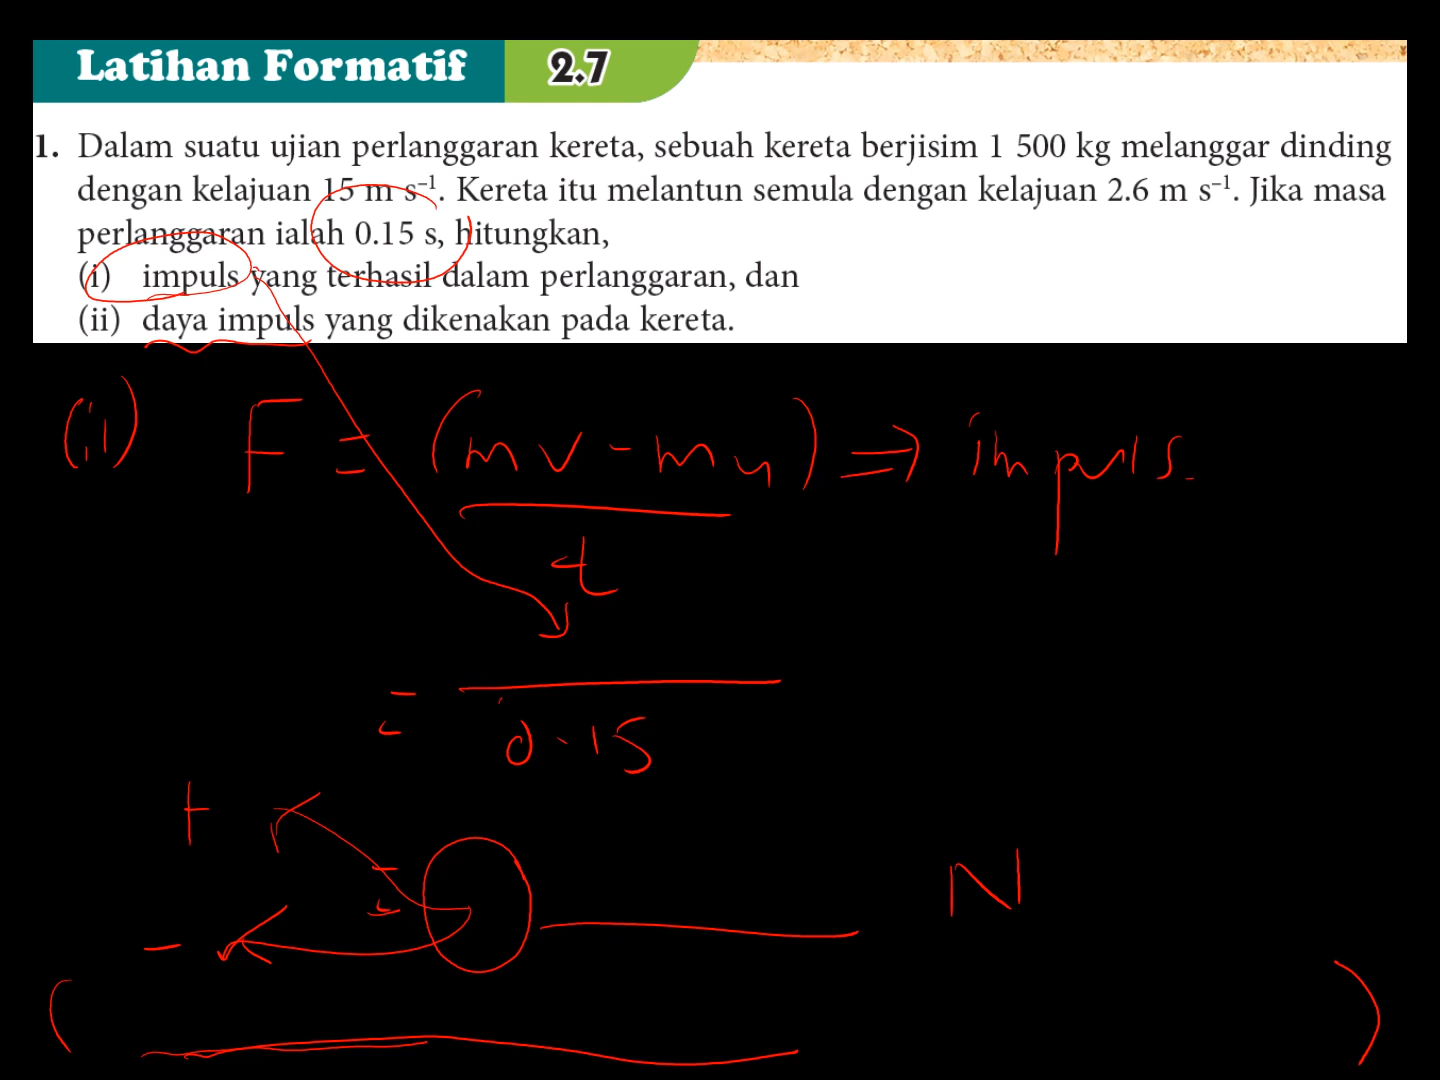 Latihan Formatif 2.7
1. Dalam suatu ujian perlanggaran kereta, sebuah kereta berjisim 1 500 kg melanggar dinding
dengan kelajuan 15 m s⁻¹. Kereta itu melantun semula dengan kelajuan 2.6 m s⁻¹. Jika masa
perlanggaran ialah 0.15 s, hitungkan,
(i) impuls yang terhasil dalam perlanggaran, dan
(ii) daya impuls yang dikenakan pada kereta.
(ii) F = (mv - mu) ⇒ impuls.
t
= 0.15
+
= N
-
( )